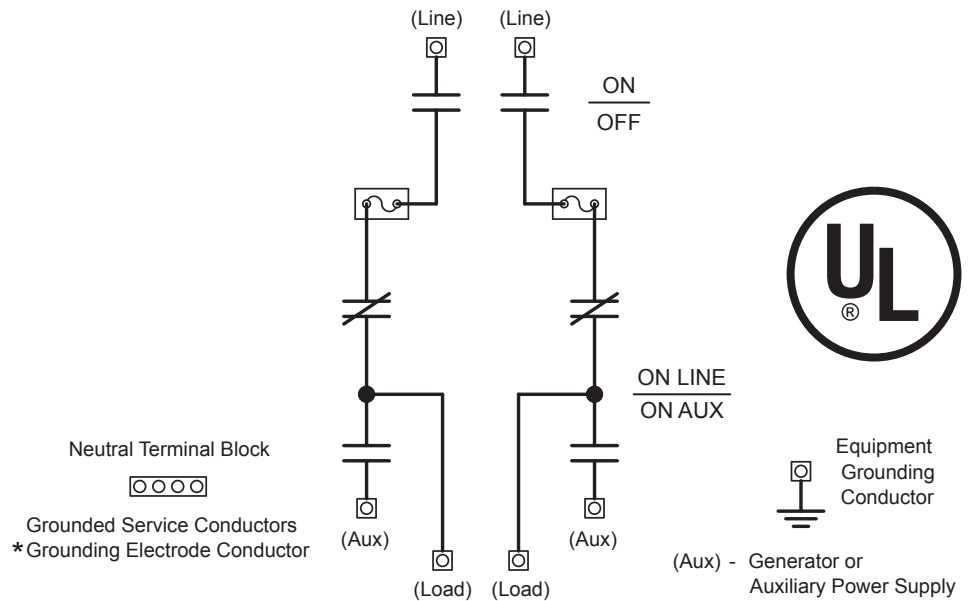 (Line) (Line)
ON
OFF
UL
®
ON LINE
ON AUX
Neutral Terminal Block
Grounded Service Conductors
*Grounding Electrode Conductor
(Aux)
(Aux)
(Load) (Load)
Equipment
Grounding
Conductor
(Aux) - Generator or
Auxiliary Power Supply